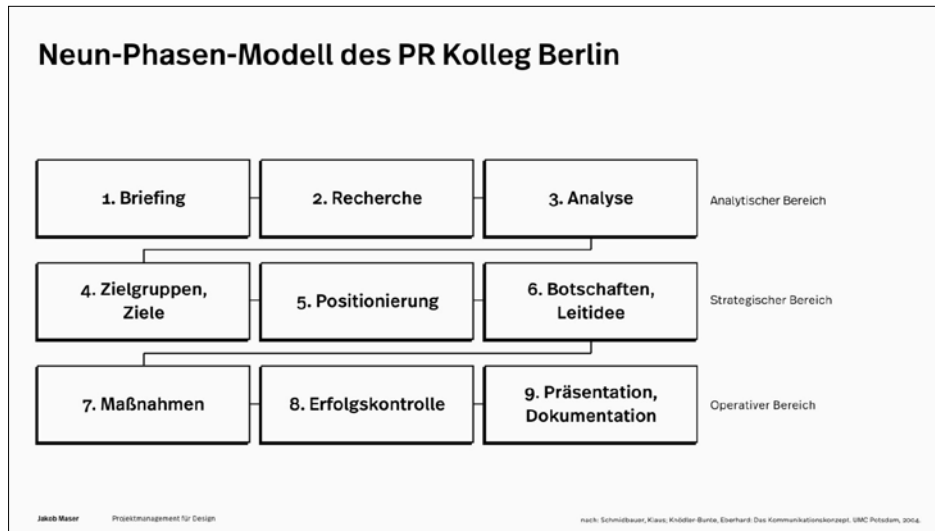 Neun-Phasen-Modell des PR Kolleg Berlin
1. Briefing
2. Recherche
3. Analyse
Analytischer Bereich
4. Zielgruppen,
Ziele
5. Positionierung
6. Botschaften,
Leitidee
Strategischer Bereich
7. Maßnahmen
8. Erfolgskontrolle
9. Präsentation,
Dokumentation
Operativer Bereich
Jakob Maser
Projektmanagement für Design
nach: Schmidbauer, Klaus; Knödler-Bunte, Eberhard: Das Kommunikationskonzept. UMC Potsdam, 2004.